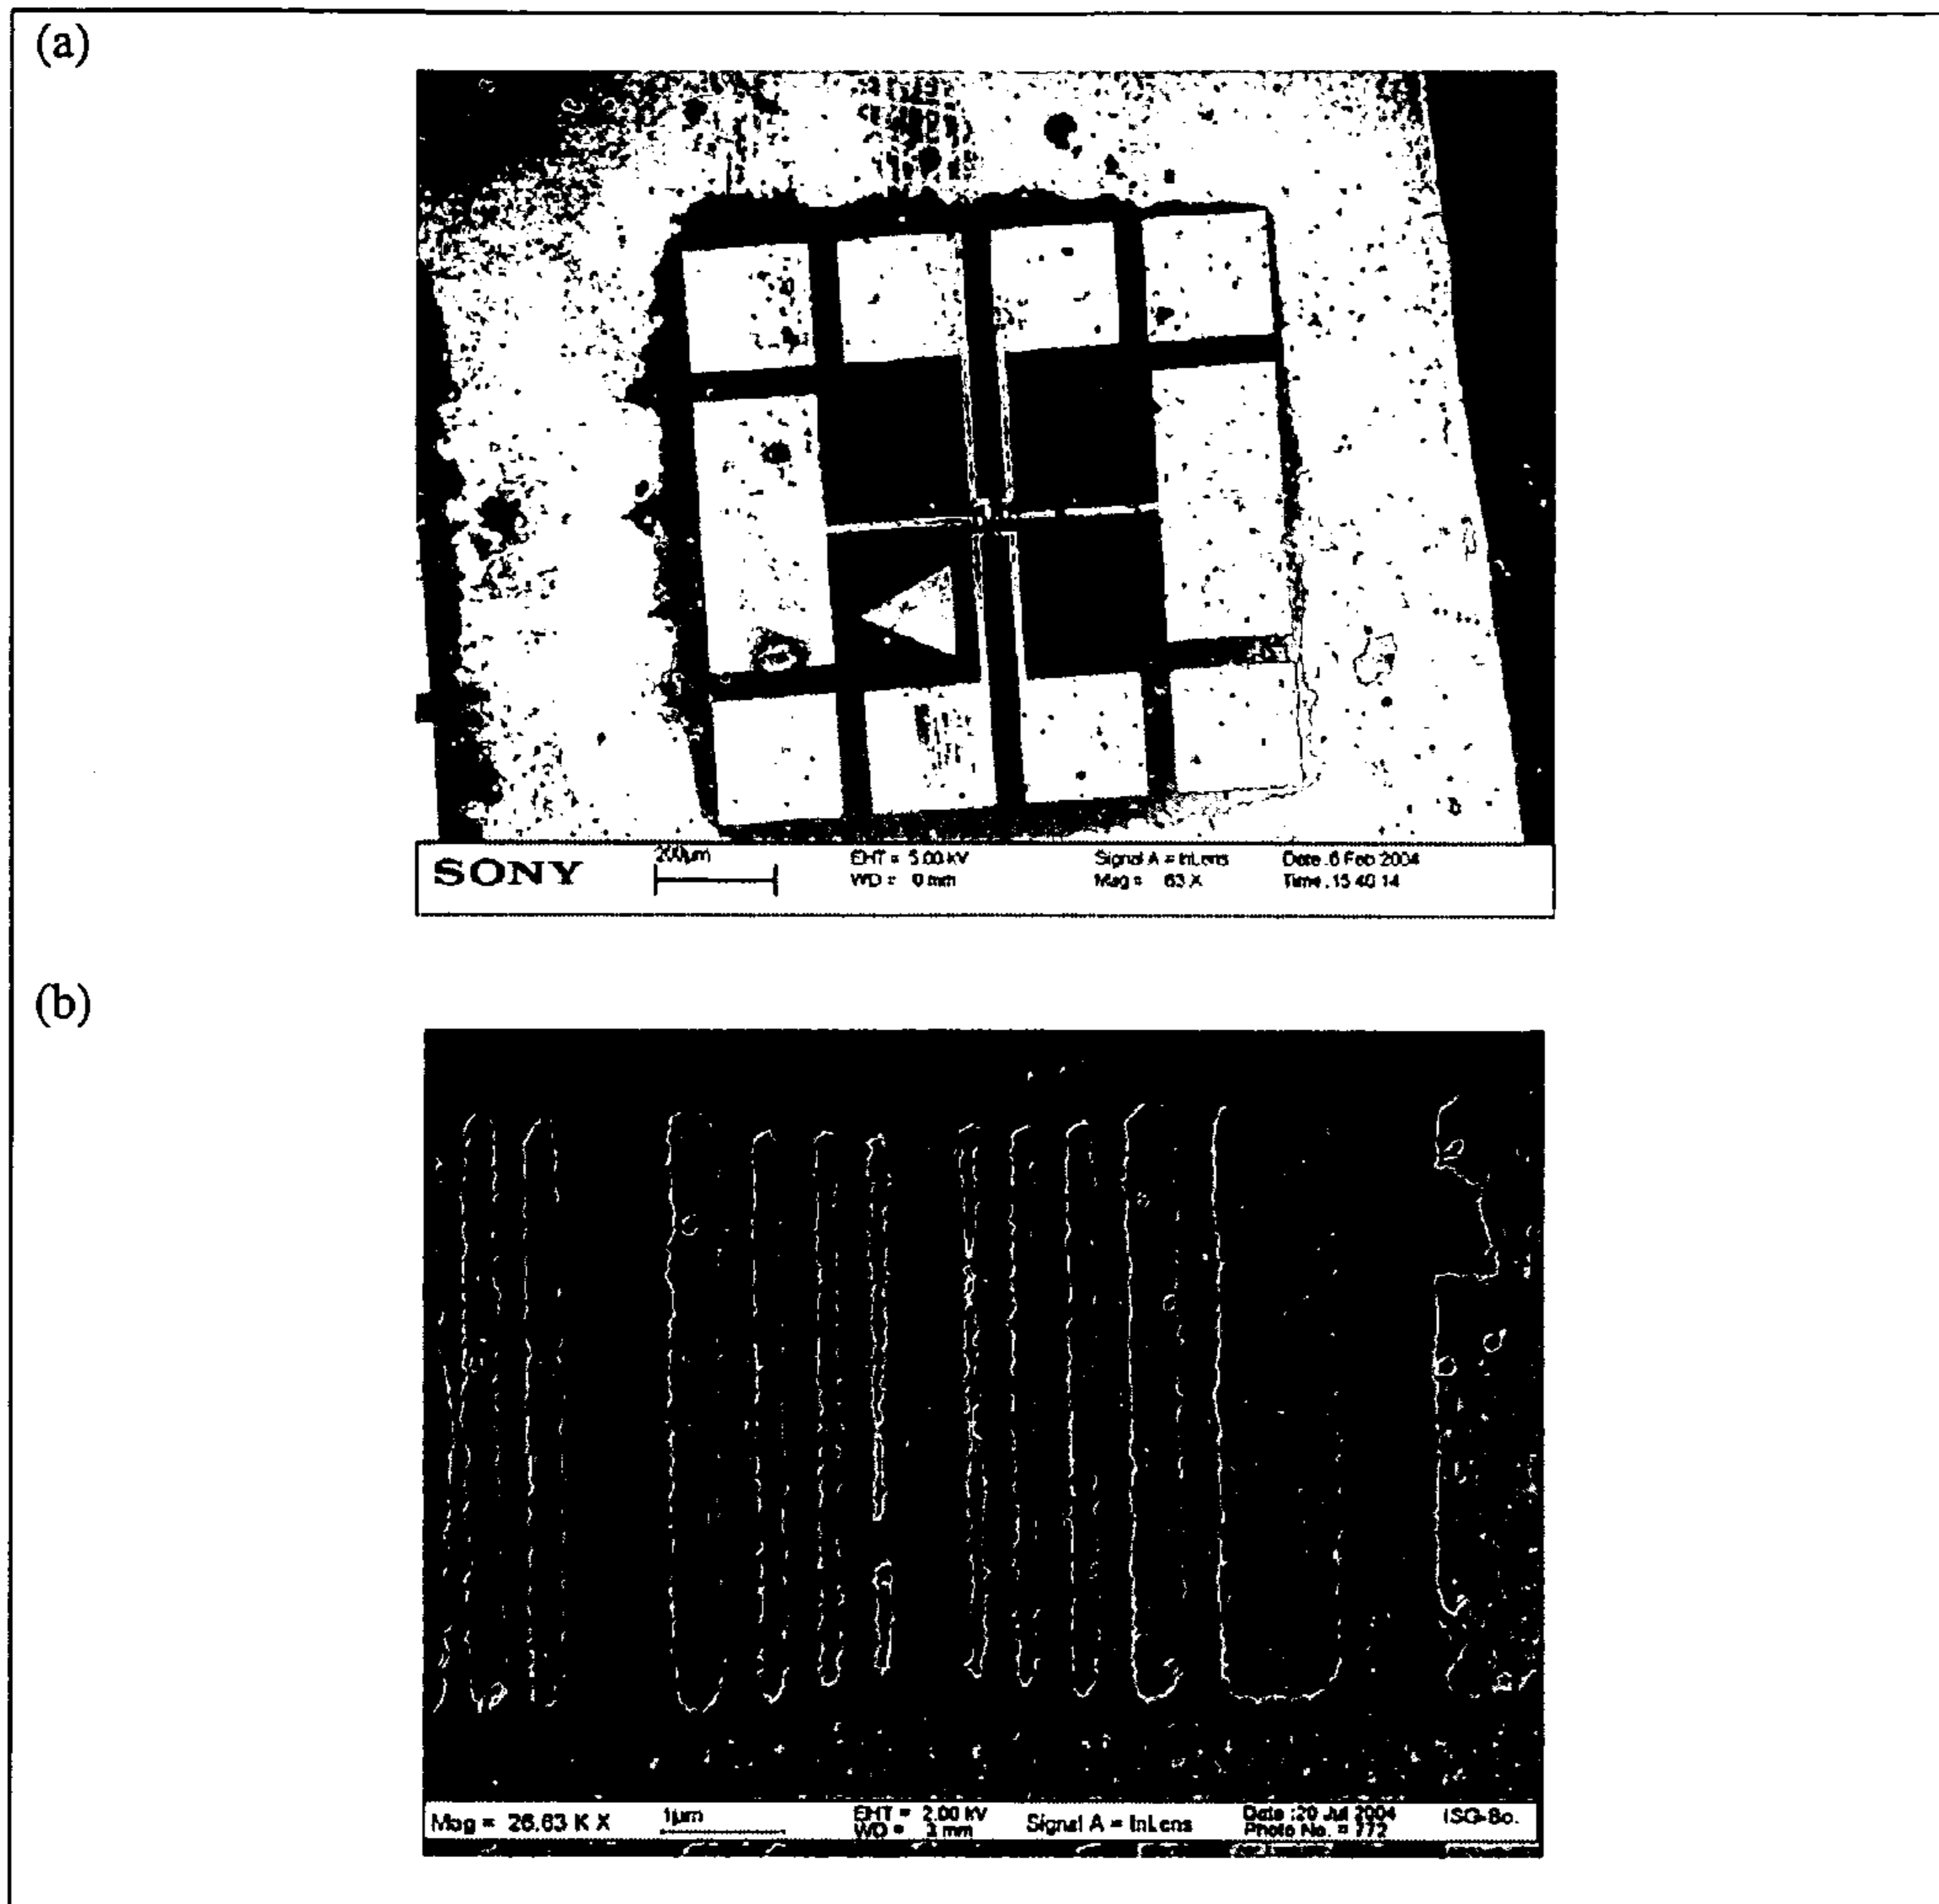 (a)
SONY
200µm
EHT = 5.00 kV
WD = 0 mm
Signal A = InLens
Mag = 63 X
Date :6 Feb 2004
Time :15 40 14
(b)
Mag = 26.63 K X
1µm
EHT = 2.00 kV
WD = 3 mm
Signal A = InLens
Date :20 Jul 2004
Photo No. = 772
ISG-Bo.